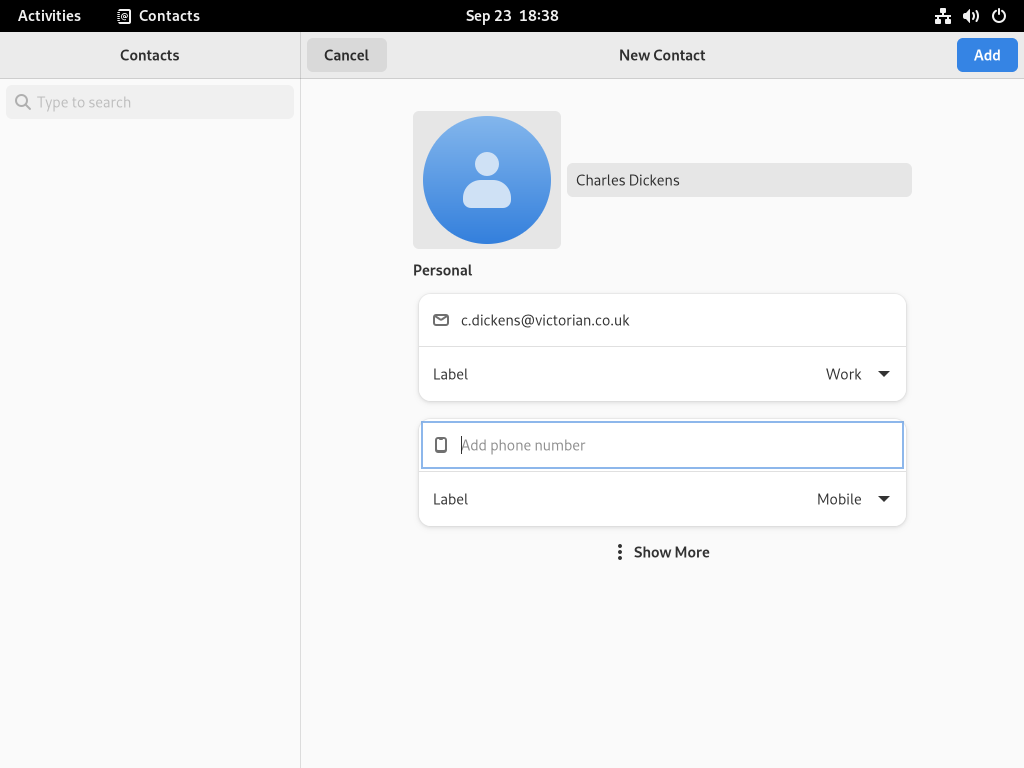 Activities Contacts Sep 23 18:38
Contacts Cancel New Contact Add
Type to search
Charles Dickens
Personal
c.dickens@victorian.co.uk
Label Work
Add phone number
Label Mobile
Show More